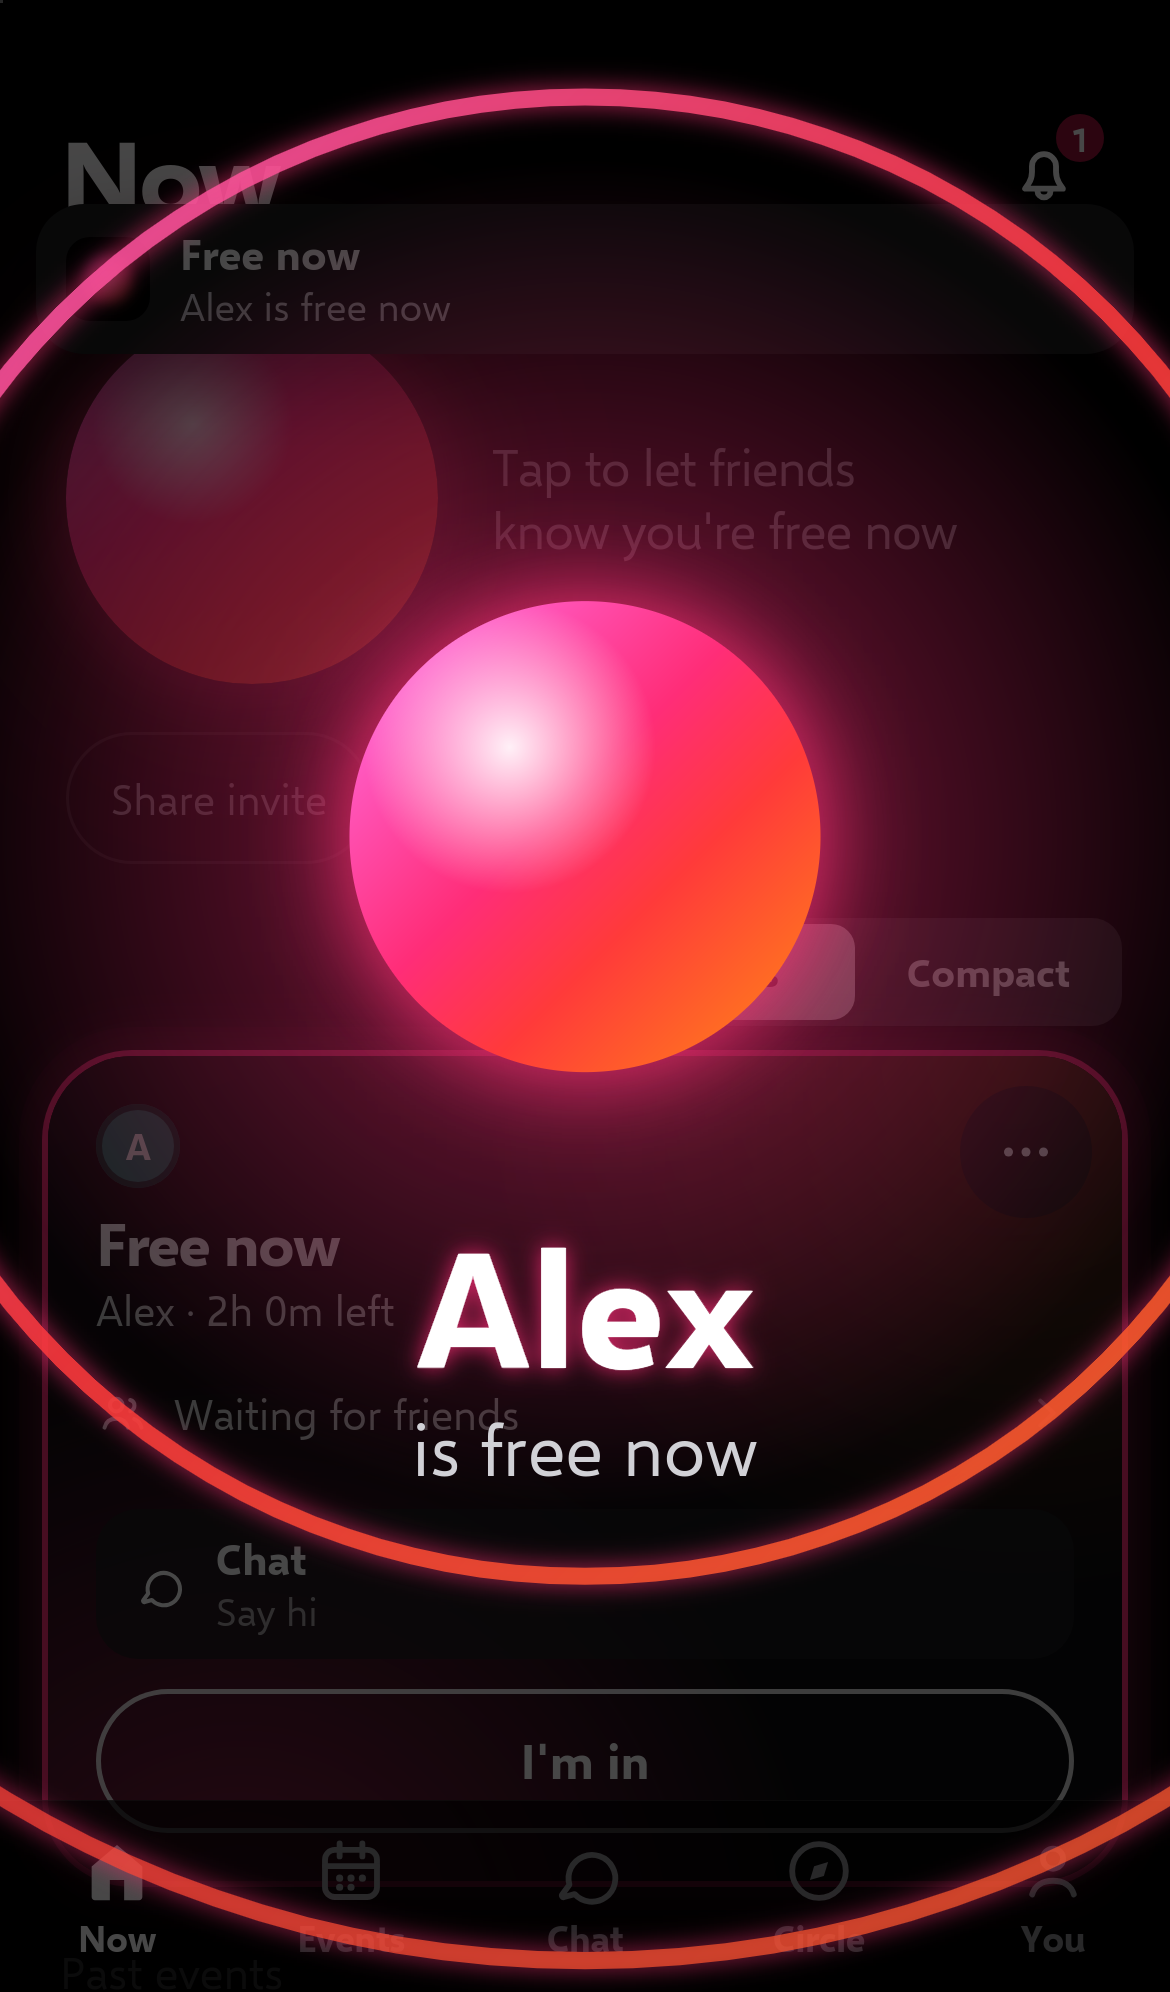 Now
1
Free now
Alex is free now
Tap to let friends
know you're free now
Share invite
Compact
A
Free now
Alex · 2h 0m left
Alex
Waiting for friends
is free now
Chat
Say hi
I'm in
Now
Events
Chat
Circle
You
Past events